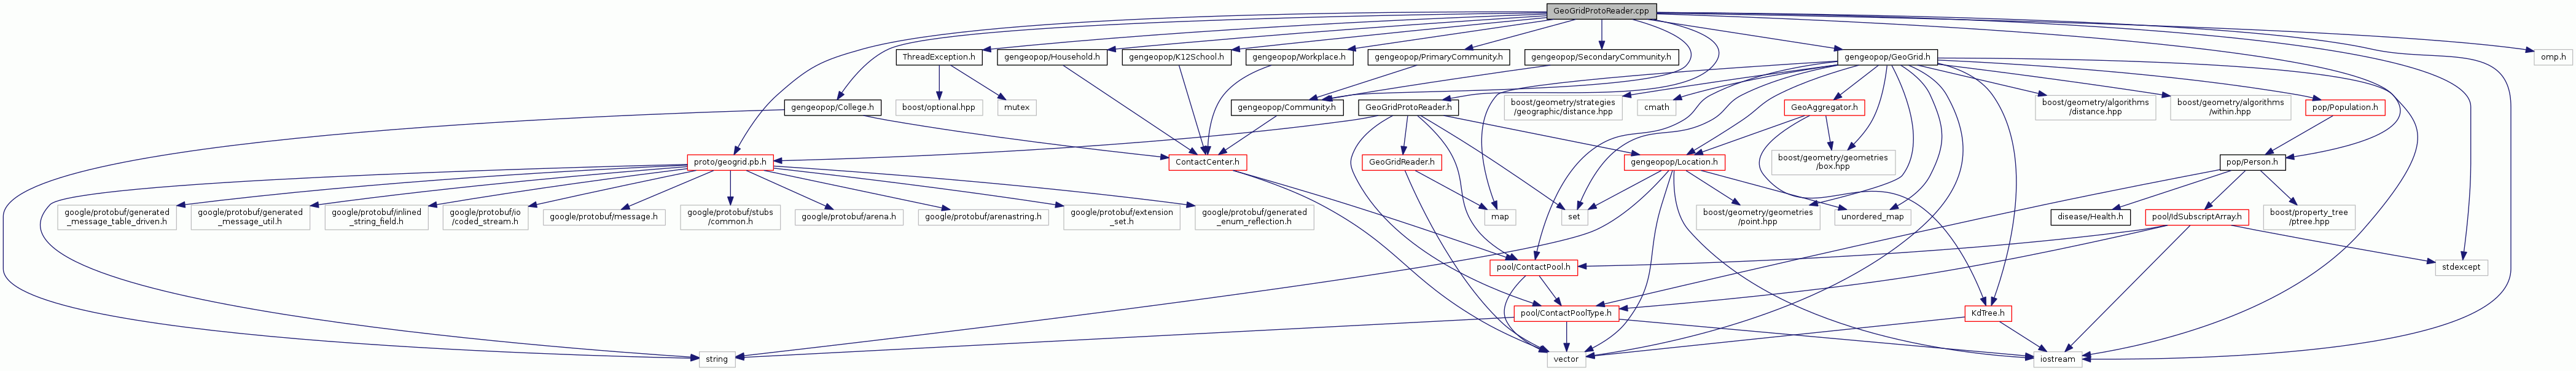 GeoGridProtoReader.cpp
ThreadException.h
gengeopop/Household.h
gengeopop/K12School.h
gengeopop/Workplace.h
gengeopop/PrimaryCommunity.h
gengeopop/SecondaryCommunity.h
gengeopop/GeoGrid.h
omp.h
gengeopop/College.h
boost/optional.hpp
mutex
gengeopop/Community.h
GeoGridProtoReader.h
boost/geometry/strategies
/geographic/distance.hpp
cmath
GeoAggregator.h
boost/geometry/algorithms
/distance.hpp
boost/geometry/algorithms
/within.hpp
pop/Population.h
proto/geogrid.pb.h
ContactCenter.h
GeoGridReader.h
gengeopop/Location.h
boost/geometry/geometries
/box.hpp
pop/Person.h
google/protobuf/generated
_message_table_driven.h
google/protobuf/generated
_message_util.h
google/protobuf/inlined
_string_field.h
google/protobuf/io
/coded_stream.h
google/protobuf/message.h
google/protobuf/stubs
/common.h
google/protobuf/arena.h
google/protobuf/arenastring.h
google/protobuf/extension
_set.h
google/protobuf/generated
_enum_reflection.h
map
set
boost/geometry/geometries
/point.hpp
unordered_map
disease/Health.h
pool/IdSubscriptArray.h
boost/property_tree
/ptree.hpp
pool/ContactPool.h
stdexcept
pool/ContactPoolType.h
KdTree.h
string
vector
iostream